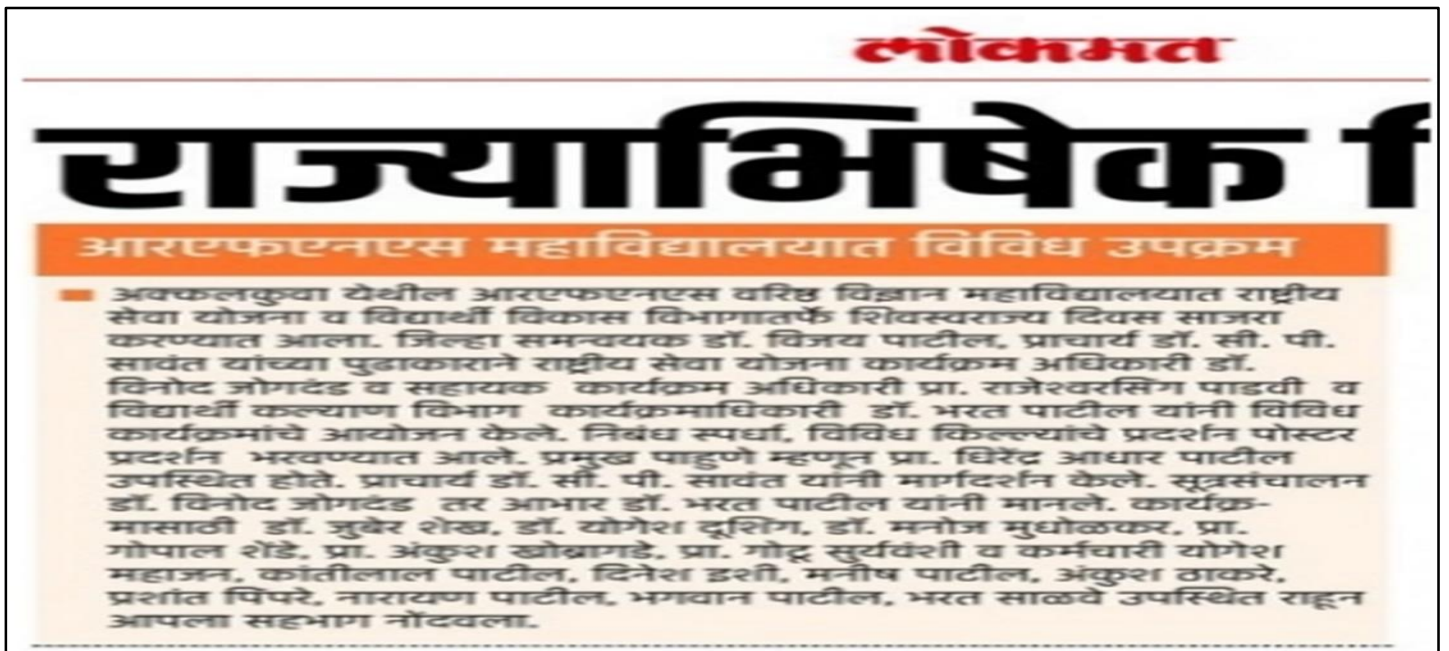 लोकमत
राज्याभिषेक
आरएफएनएस महाविद्यालयात विविध उपक्रम
अक्कलकुवा येथील आरएफएनएस वरिष्ठ विज्ञान महाविद्यालयात राष्ट्रीय
सेवा योजना व विद्यार्थी विकास विभागातर्फे शिवस्वराज्य दिवस साजरा
करण्यात आला. जिल्हा समन्वयक डॉ. विजय पाटील, प्राचार्य डॉ. सी. पी.
सावंत यांच्या पुढाकाराने राष्ट्रीय सेवा योजना कार्यक्रम अधिकारी डॉ.
विनोद जोगदंड व सहायक कार्यक्रम अधिकारी प्रा. राजेश्वरसिंग पाडवी व
विद्यार्थी कल्याण विभाग कार्यक्रमाधिकारी डॉ. भरत पाटील यांनी विविध
कार्यक्रमांचे आयोजन केले. निबंध स्पर्धा, विविध किल्ल्यांचे प्रदर्शन पोस्टर
प्रदर्शन भरवण्यात आले. प्रमुख पाहुणे म्हणून प्रा. धिरेंद्र आधार पाटील
उपस्थित होते. प्राचार्य डॉ. सी. पी. सावंत यांनी मार्गदर्शन केले. सूत्रसंचालन
डॉ. विनोद जोगदंड तर आभार डॉ. भरत पाटील यांनी मानले. कार्यक्र-
मासाठी डॉ. जुबेर शेख, डॉ. योगेश दूशिंग, डॉ. मनोज मुधोळकर, प्रा.
गोपाल शेंडे, प्रा. अंकुश खोब्रागडे, प्रा. गोटू सुर्यवंशी व कर्मचारी योगेश
महाजन, कांतीलाल पाटील, दिनेश इशी, मनीष पाटील, अंकुश ठाकरे,
प्रशांत पिंपरे, नारायण पाटील, भगवान पाटील, भरत साळवे उपस्थित राहून
आपला सहभाग नोंदवला.